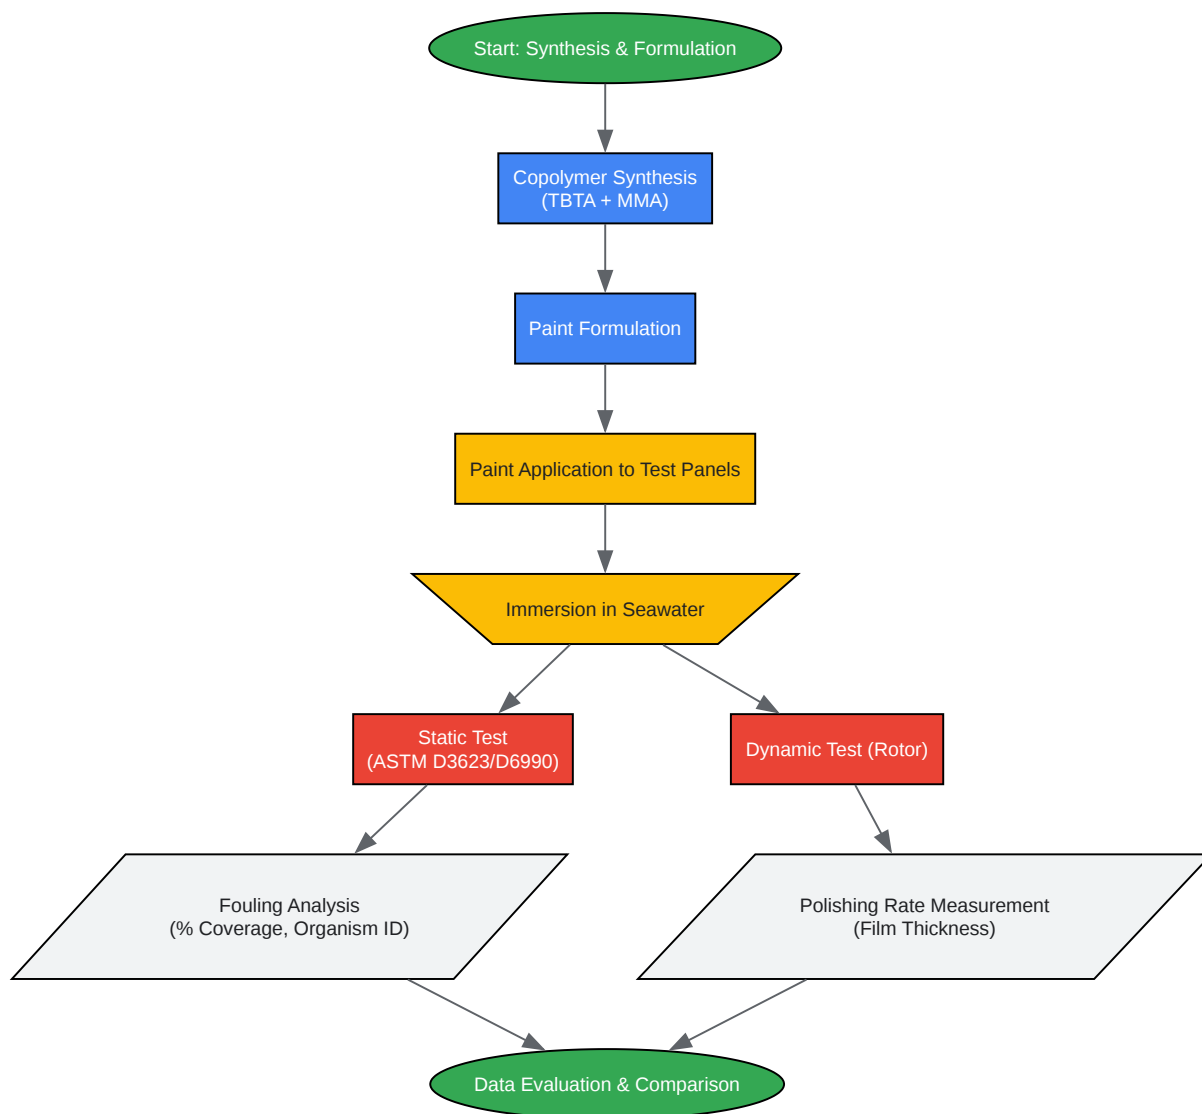 Start: Synthesis & Formulation
Copolymer Synthesis
(TBTA + MMA)
Paint Formulation
Paint Application to Test Panels
Immersion in Seawater
Static Test
(ASTM D3623/D6990)
Dynamic Test (Rotor)
Fouling Analysis
(% Coverage, Organism ID)
Polishing Rate Measurement
(Film Thickness)
Data Evaluation & Comparison